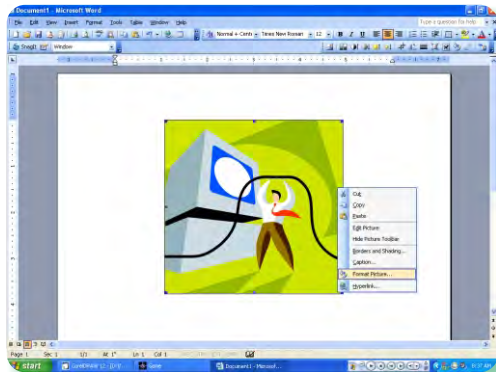 Document1 - Microsoft Word
File Edit View Insert Format Tools Table Window Help
Type a question for help
Normal + Centr Times New Roman 12 B I U
SnagIt Window
Cut
Copy
Paste
Edit Picture
Hide Picture Toolbar
Borders and Shading...
Caption...
Format Picture...
Hyperlink...
Page 1 Sec 1 1/1 At 1" Ln 1 Col 1
start Document1 - Microsof...